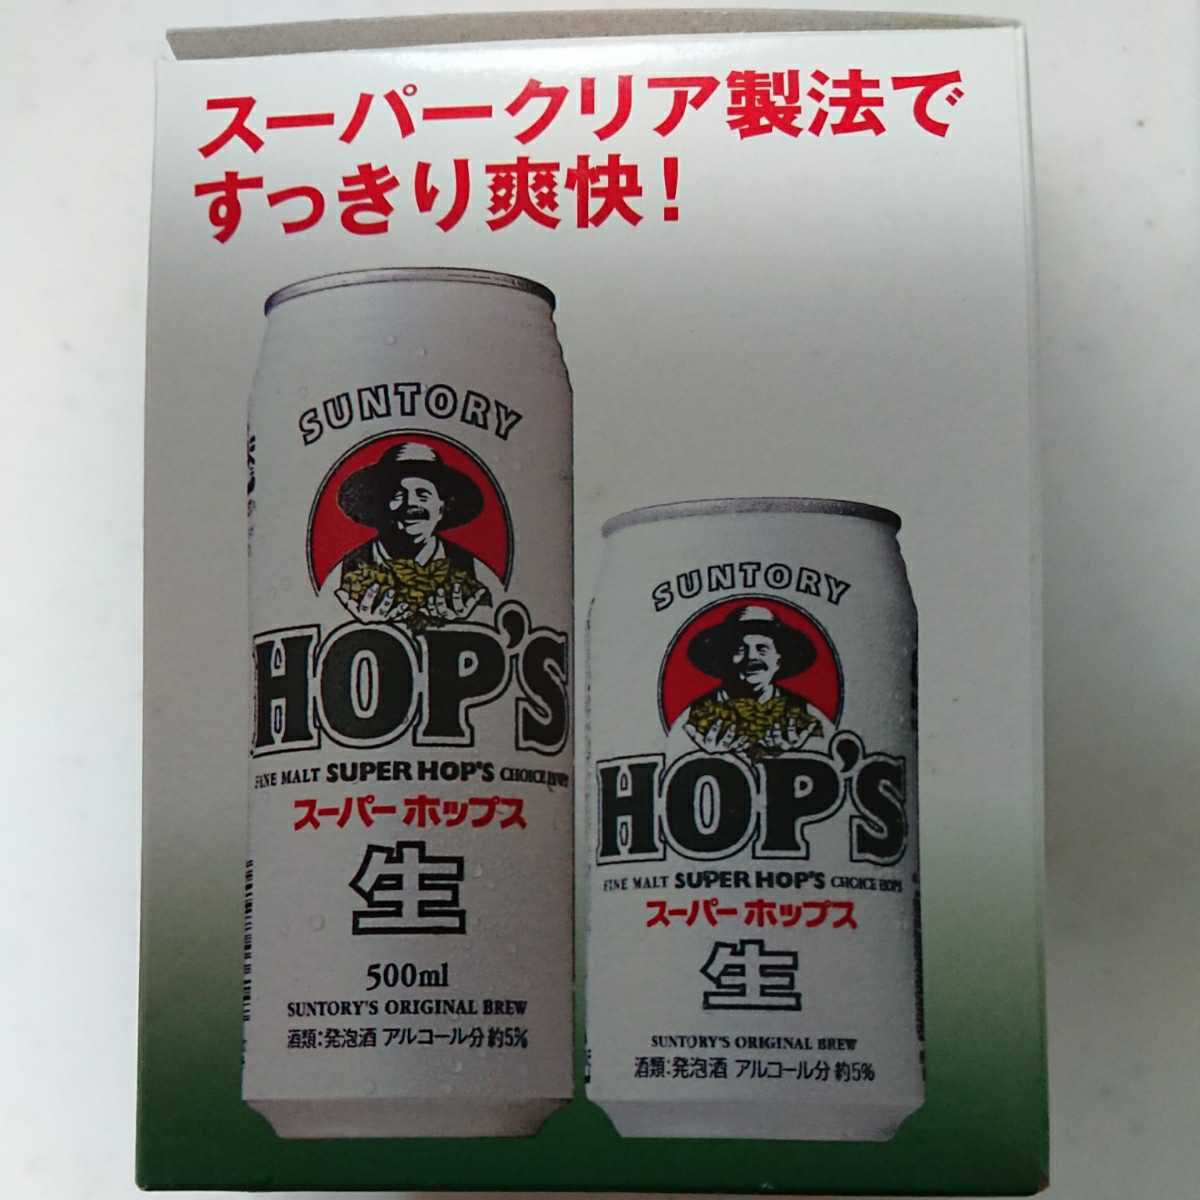 スーパークリア製法で
すっきり爽快！
SUNTORY
HOP'S
FINE MALT SUPER HOP'S CHOICE HOPS
スーパーホップス
生
500ml
SUNTORY'S ORIGINAL BREW
酒類：発泡酒 アルコール分 約5%
SUNTORY
HOP'S
FINE MALT SUPER HOP'S CHOICE HOPS
スーパーホップス
生
SUNTORY'S ORIGINAL BREW
酒類：発泡酒 アルコール分 約5%